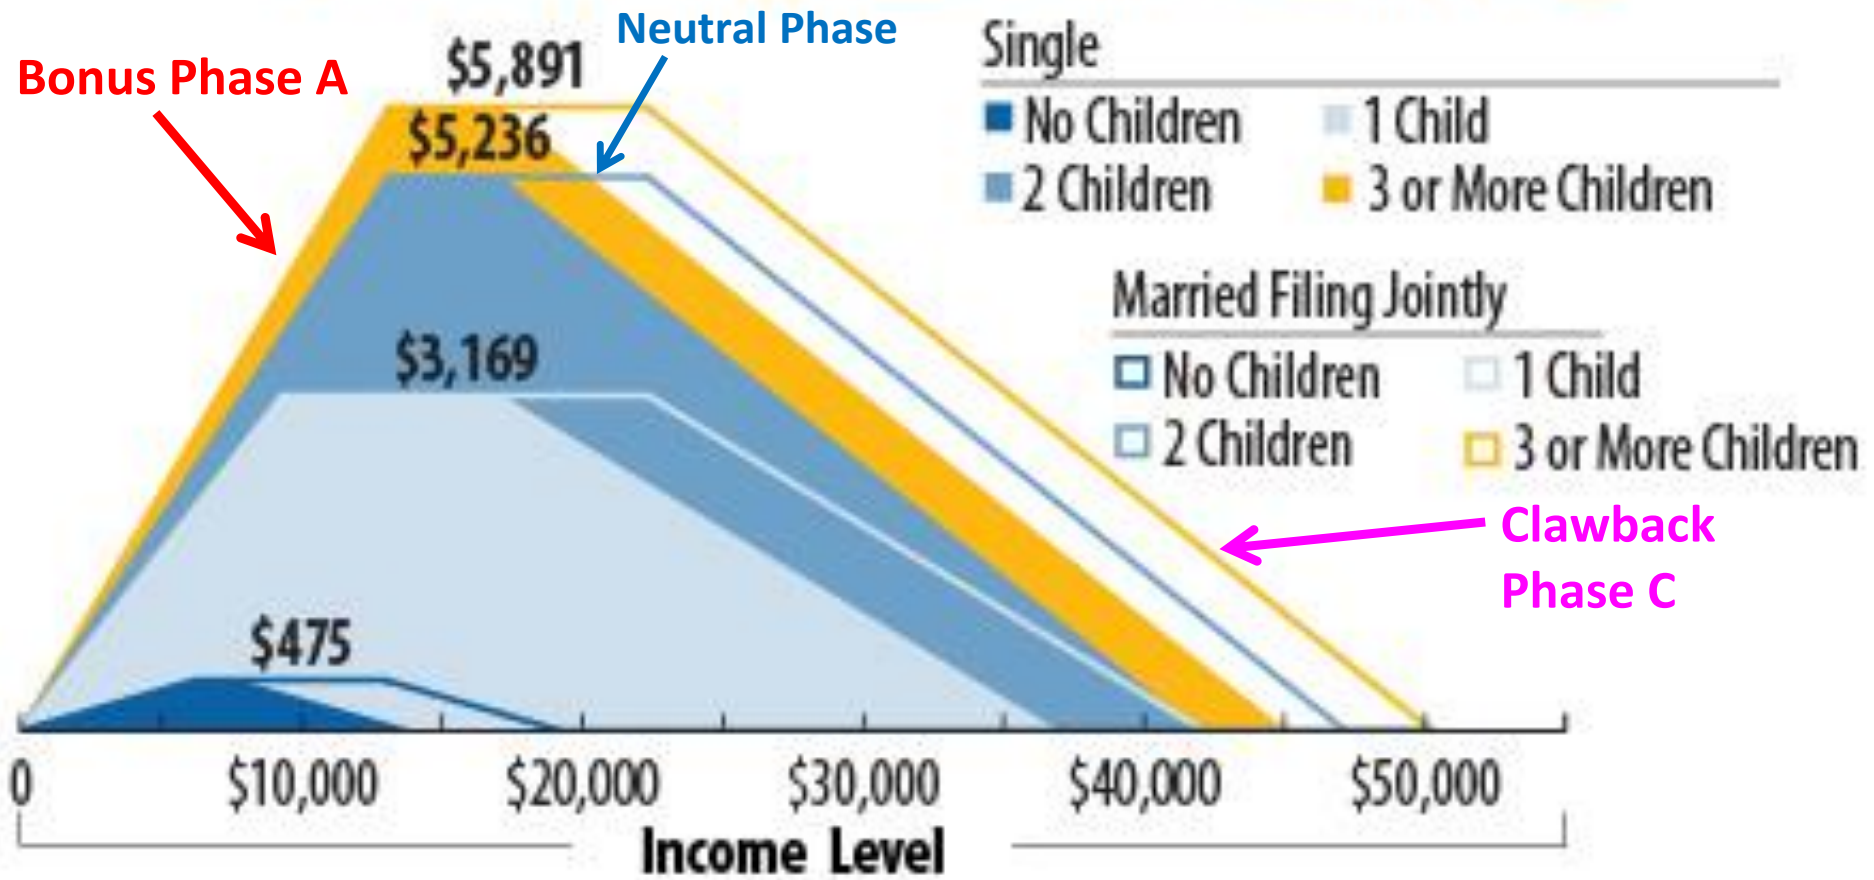 Neutral Phase
Bonus Phase A
$5,891
$5,236
$3,169
$475
Single
No Children
1 Child
2 Children
3 or More Children
Married Filing Jointly
No Children
1 Child
2 Children
3 or More Children
Clawback
Phase C
0
$10,000
$20,000
$30,000
$40,000
$50,000
Income Level